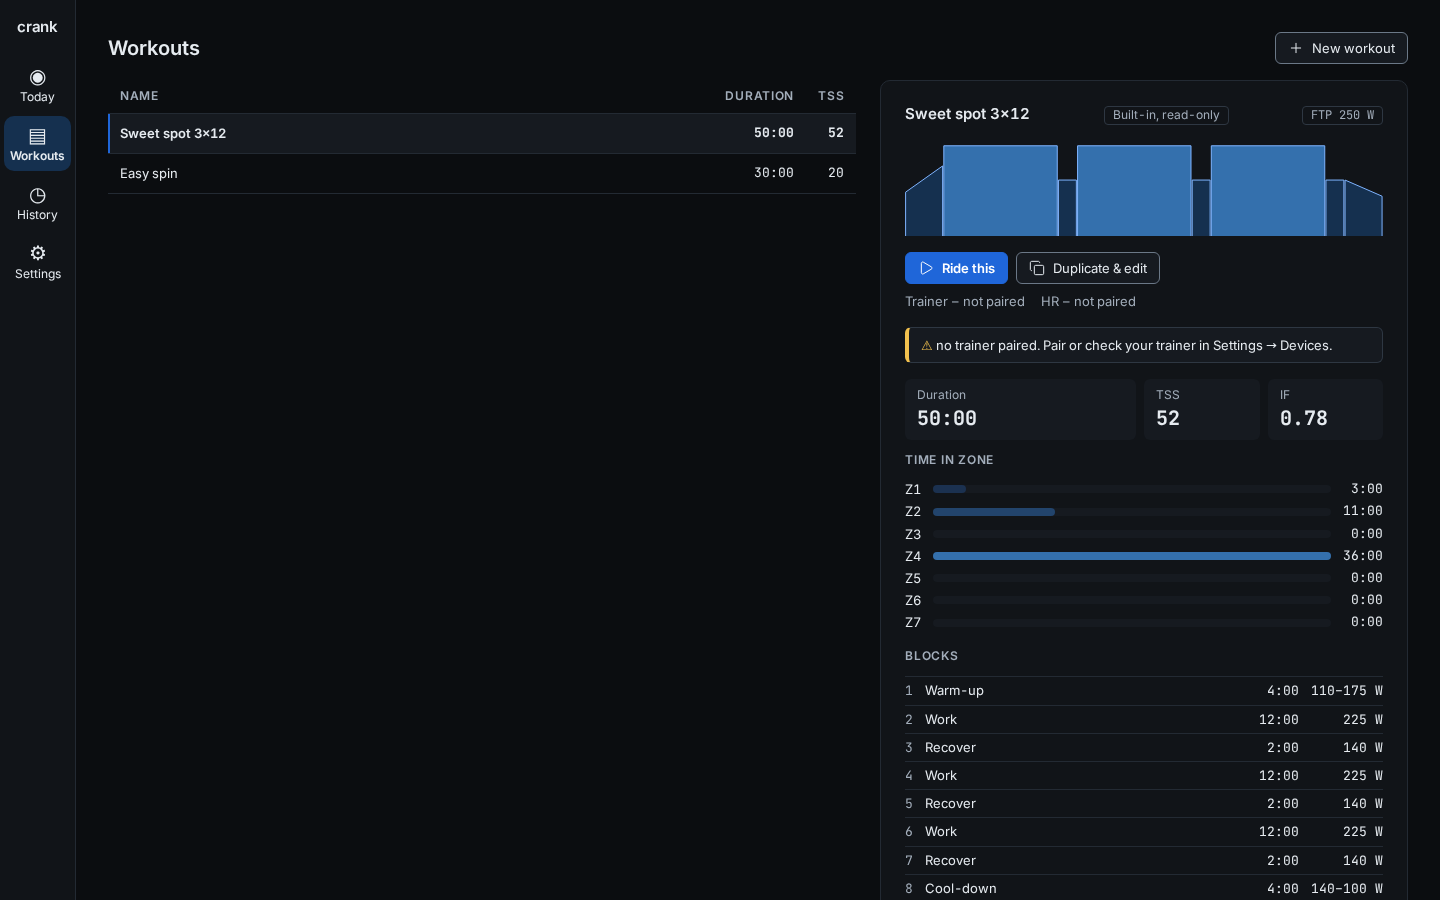 crank
Today
Workouts
History
Settings
Workouts
New workout
NAME DURATION TSS
Sweet spot 3×12 50:00 52
Easy spin 30:00 20
Sweet spot 3×12 Built-in, read-only FTP 250 W
Ride this Duplicate & edit
Trainer – not paired HR – not paired
⚠ no trainer paired. Pair or check your trainer in Settings → Devices.
Duration TSS IF
50:00 52 0.78
TIME IN ZONE
Z1 3:00
Z2 11:00
Z3 0:00
Z4 36:00
Z5 0:00
Z6 0:00
Z7 0:00
BLOCKS
1 Warm-up 4:00 110–175 W
2 Work 12:00 225 W
3 Recover 2:00 140 W
4 Work 12:00 225 W
5 Recover 2:00 140 W
6 Work 12:00 225 W
7 Recover 2:00 140 W
8 Cool-down 4:00 140–100 W